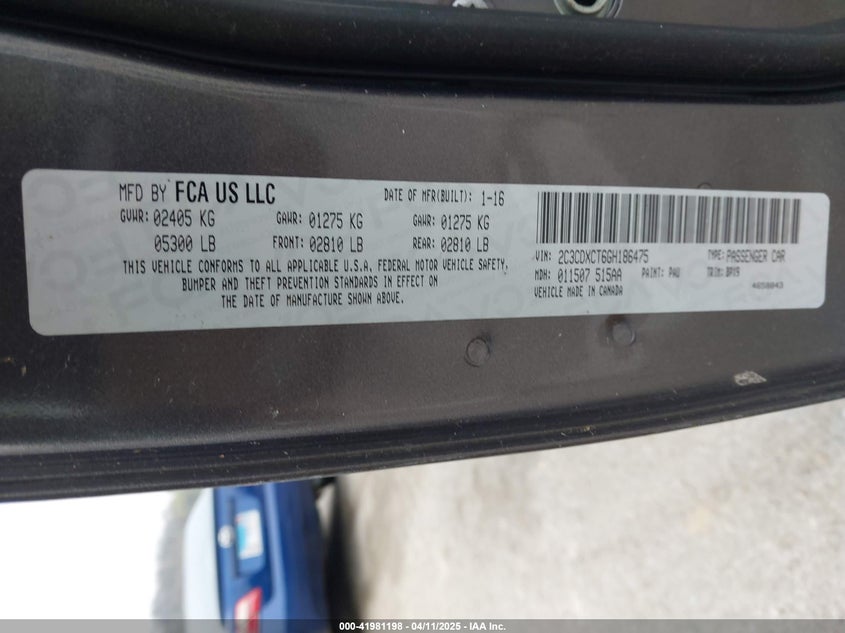 MFD BY FCA US LLC DATE OF MFR(BUILT): 1-16
GVWR: 02405 KG GAWR: 01275 KG GAWR: 01275 KG
05300 LB FRONT: 02810 LB REAR: 02810 LB
THIS VEHICLE CONFORMS TO ALL APPLICABLE U.S.A. FEDERAL MOTOR VEHICLE SAFETY,
BUMPER AND THEFT PREVENTION STANDARDS IN EFFECT ON
THE DATE OF MANUFACTURE SHOWN ABOVE.
VIN: 2C3CDXCT6GH186475 TYPE: PASSENGER CAR
MDH: 011507 515AA PAINT: PAU TRIM: BPX9
VEHICLE MADE IN CANADA 4658043
000-41981198 - 04/11/2025 - IAA Inc.